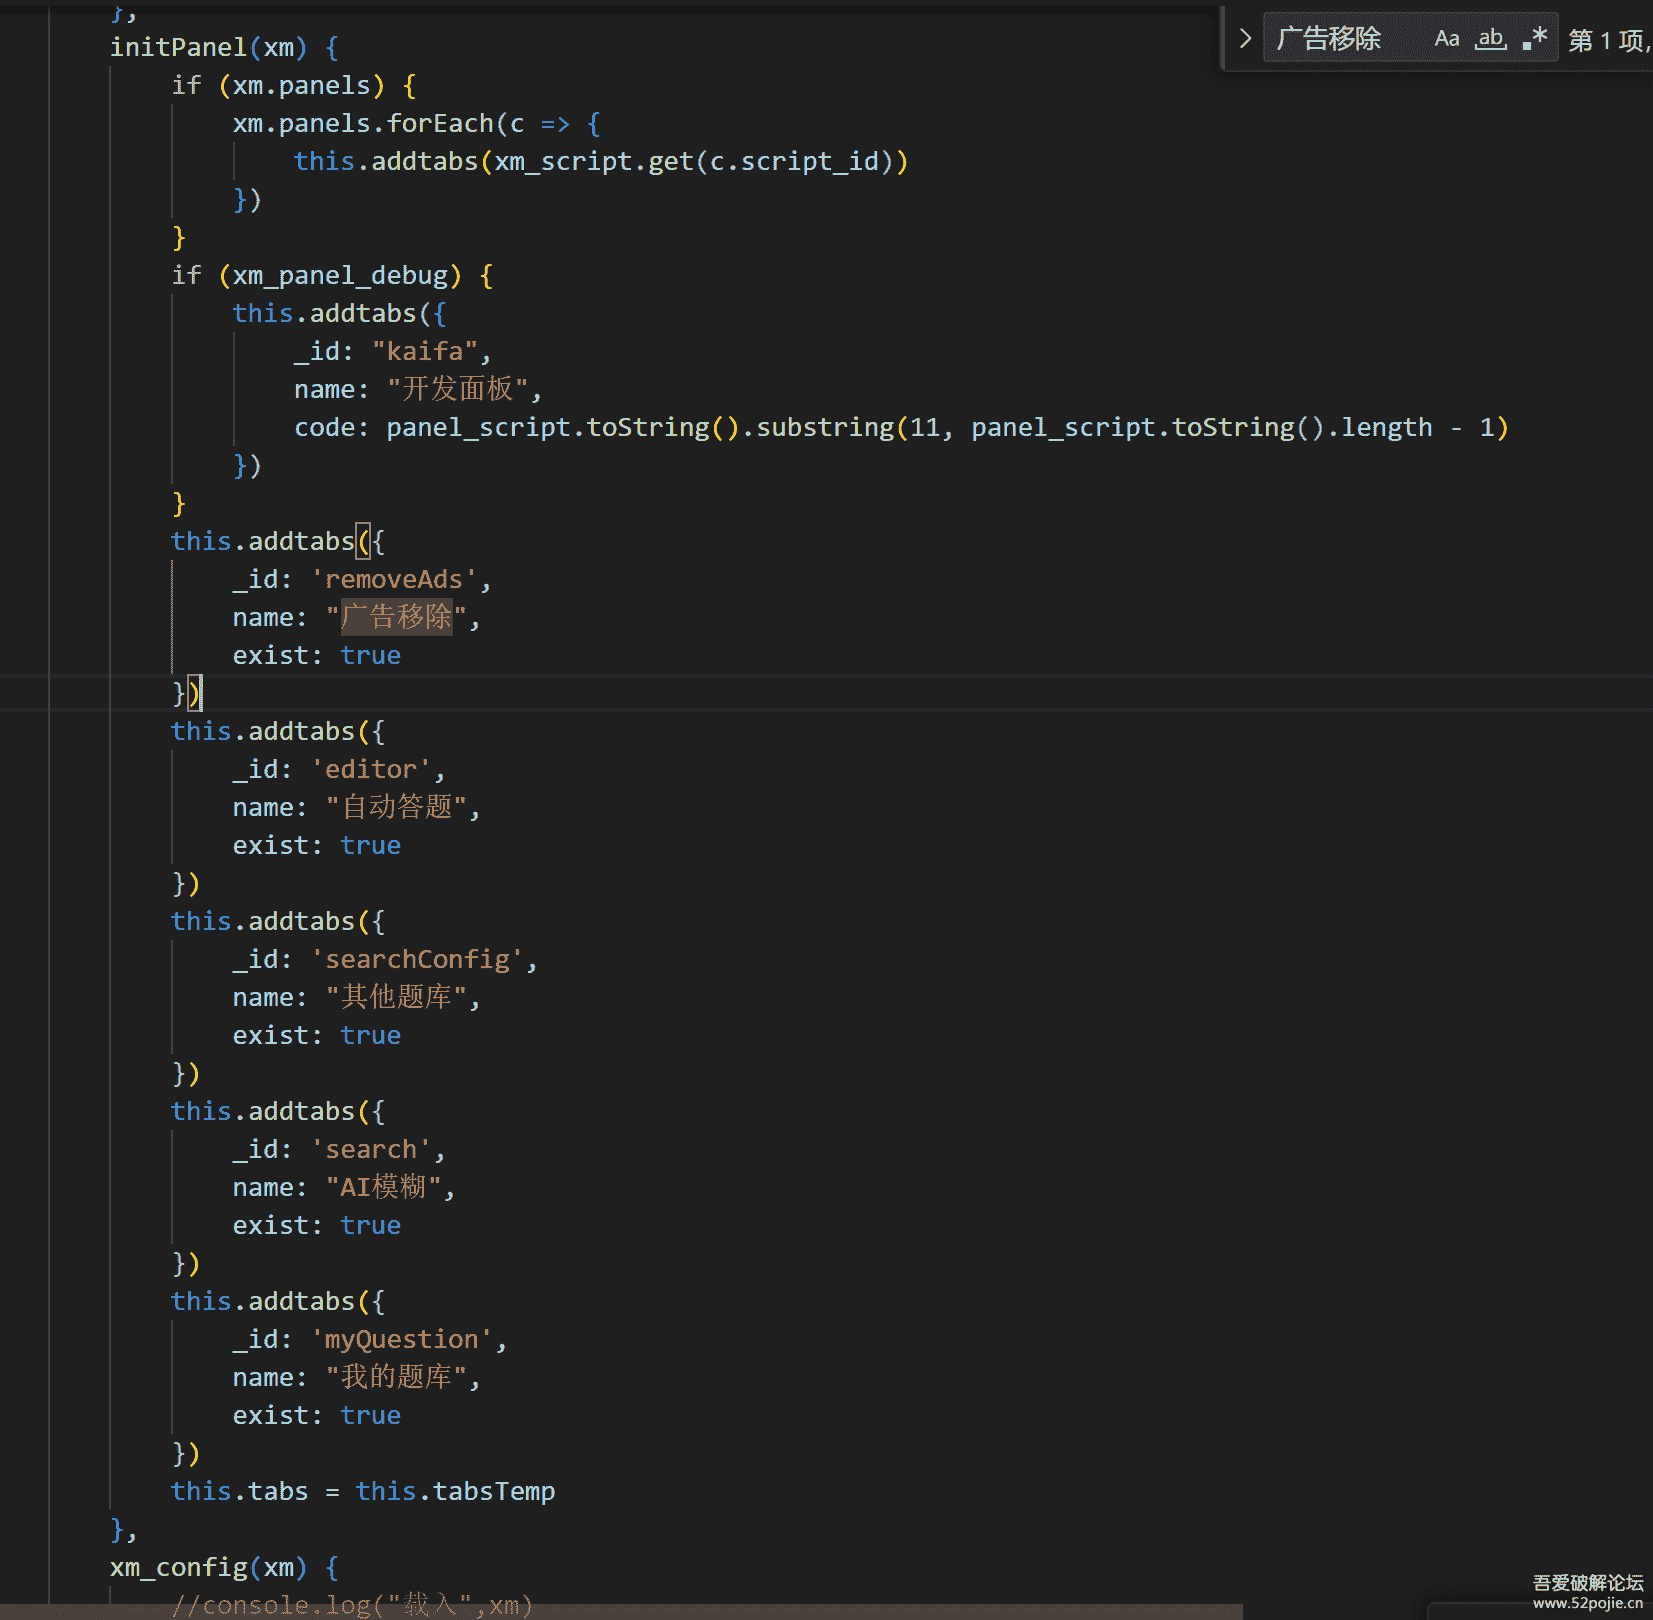 },
initPanel(xm) {
if (xm.panels) {
xm.panels.forEach(c => {
this.addtabs(xm_script.get(c.script_id))
})
}
if (xm_panel_debug) {
this.addtabs({
_id: "kaifa",
name: "开发面板",
code: panel_script.toString().substring(11, panel_script.toString().length - 1)
})
}
this.addtabs({
_id: 'removeAds',
name: "广告移除",
exist: true
})
this.addtabs({
_id: 'editor',
name: "自动答题",
exist: true
})
this.addtabs({
_id: 'searchConfig',
name: "其他题库",
exist: true
})
this.addtabs({
_id: 'search',
name: "AI模糊",
exist: true
})
this.addtabs({
_id: 'myQuestion',
name: "我的题库",
exist: true
})
this.tabs = this.tabsTemp
},
xm_config(xm) {
//console.log("载入",xm)
广告移除 Aa ab .* 第 1 项,
吾爱破解论坛
www.52pojie.cn